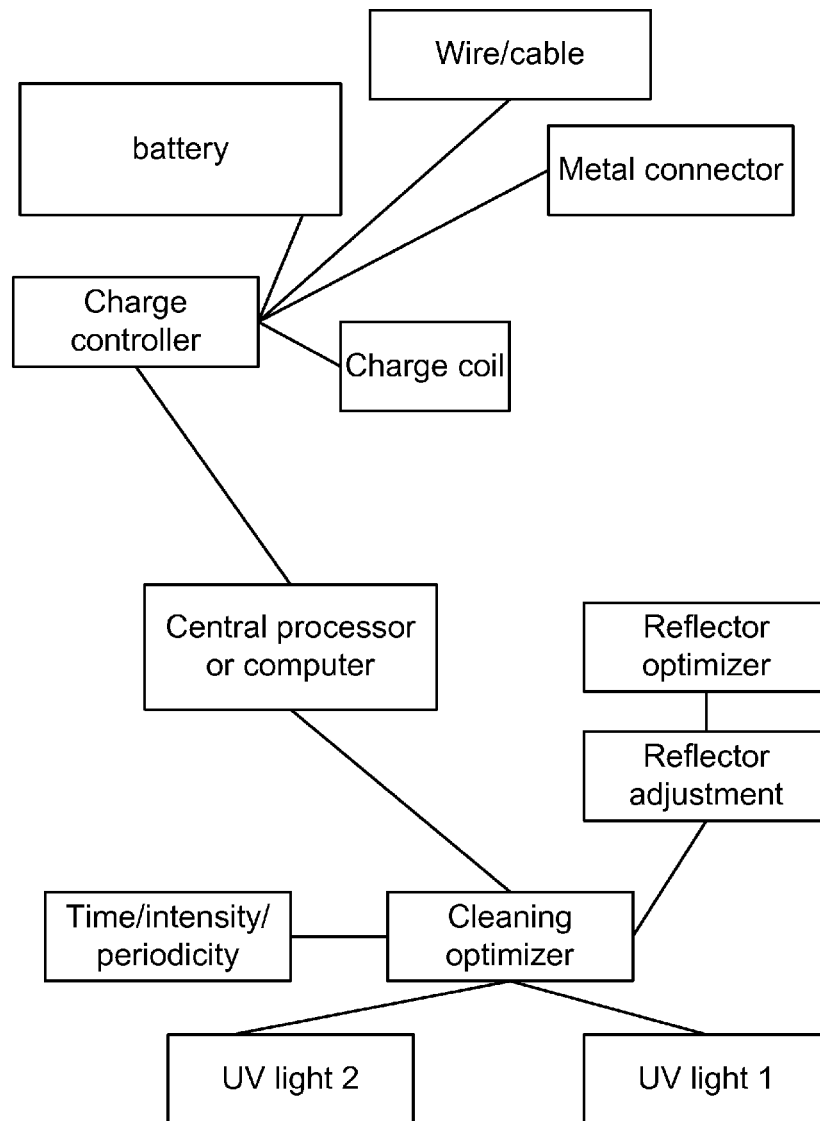 Wire/cable
battery
Metal connector
Charge
controller
Charge coil
Central processor
or computer
Reflector
optimizer
Reflector
adjustment
Time/intensity/
periodicity
Cleaning
optimizer
UV light 2
UV light 1